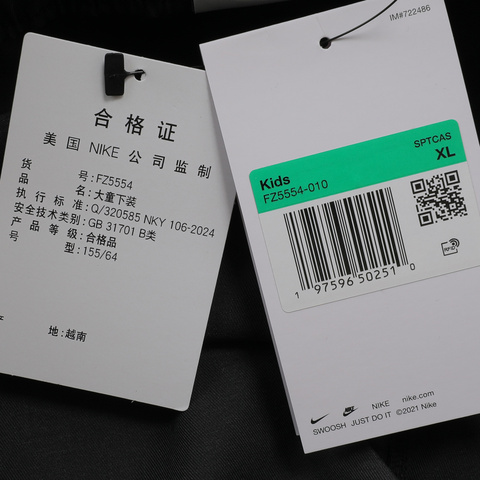 合格证
美国 NIKE 公司监制
货号:FZ5554
品名:大童下装
执行标准:Q/320585 NKY 106-2024
安全技术类别:GB 31701 B类
产品等级:合格品
号型:155/64
产地:越南
IM#722486
SPTCAS
Kids XL
FZ5554-010
RFID
1 97596 50251 0
NIKE nike.com
SWOOSH JUST DO IT ©2021 Nike